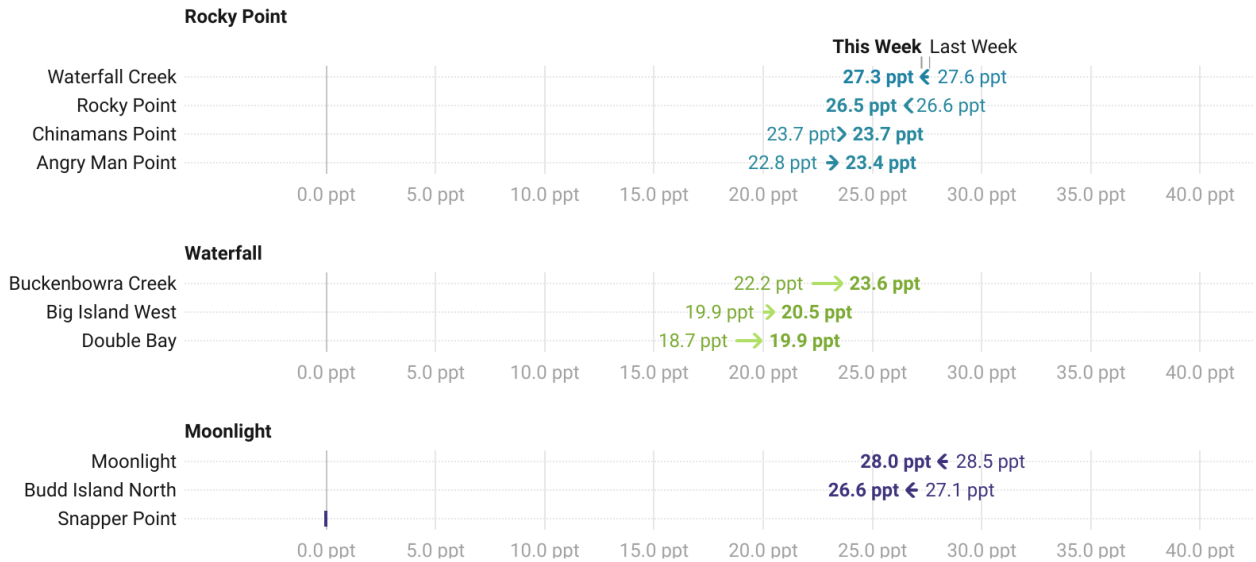 Rocky Point
This Week Last Week
Waterfall Creek 27.3 ppt 27.6 ppt
Rocky Point 26.5 ppt 26.6 ppt
Chinamans Point 23.7 ppt 23.7 ppt
Angry Man Point 22.8 ppt 23.4 ppt
0.0 ppt 5.0 ppt 10.0 ppt 15.0 ppt 20.0 ppt 25.0 ppt 30.0 ppt 35.0 ppt 40.0 ppt
Waterfall
Buckenbowra Creek 22.2 ppt 23.6 ppt
Big Island West 19.9 ppt 20.5 ppt
Double Bay 18.7 ppt 19.9 ppt
0.0 ppt 5.0 ppt 10.0 ppt 15.0 ppt 20.0 ppt 25.0 ppt 30.0 ppt 35.0 ppt 40.0 ppt
Moonlight
Moonlight 28.0 ppt 28.5 ppt
Budd Island North 26.6 ppt 27.1 ppt
Snapper Point
0.0 ppt 5.0 ppt 10.0 ppt 15.0 ppt 20.0 ppt 25.0 ppt 30.0 ppt 35.0 ppt 40.0 ppt